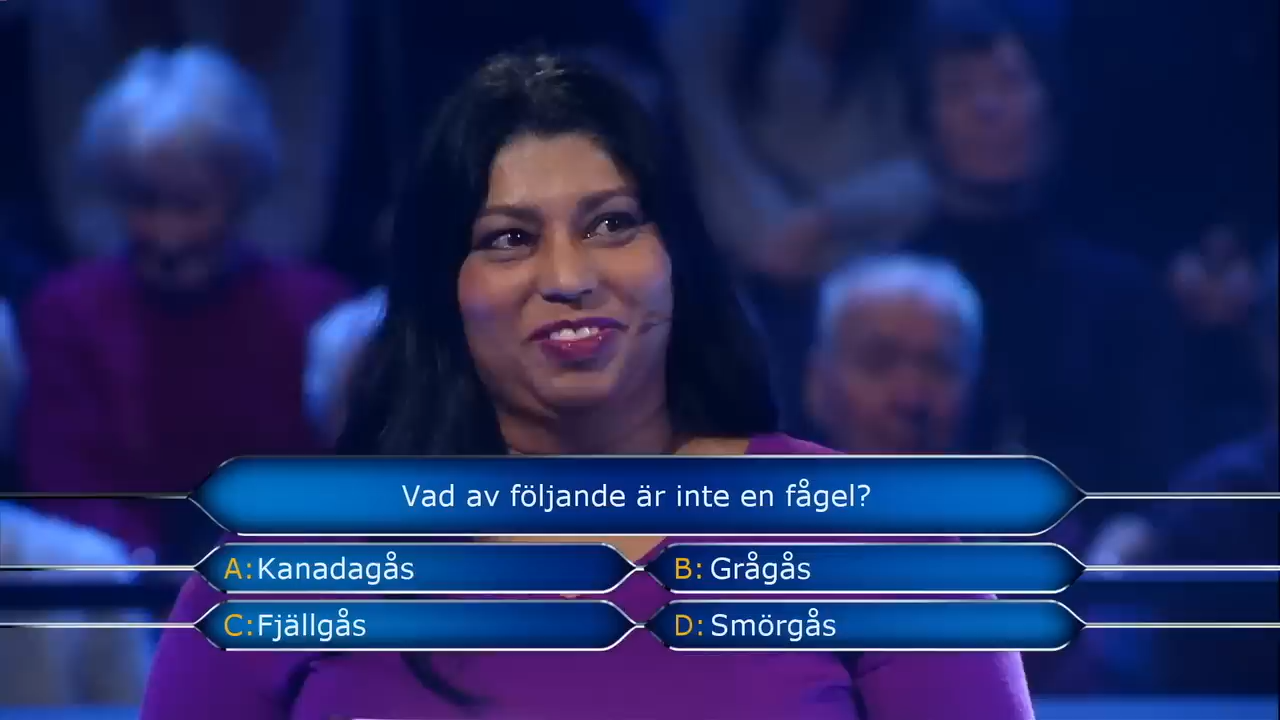 Vad av följande är inte en fågel?
A: Kanadagås
B: Grågås
C: Fjällgås
D: Smörgås